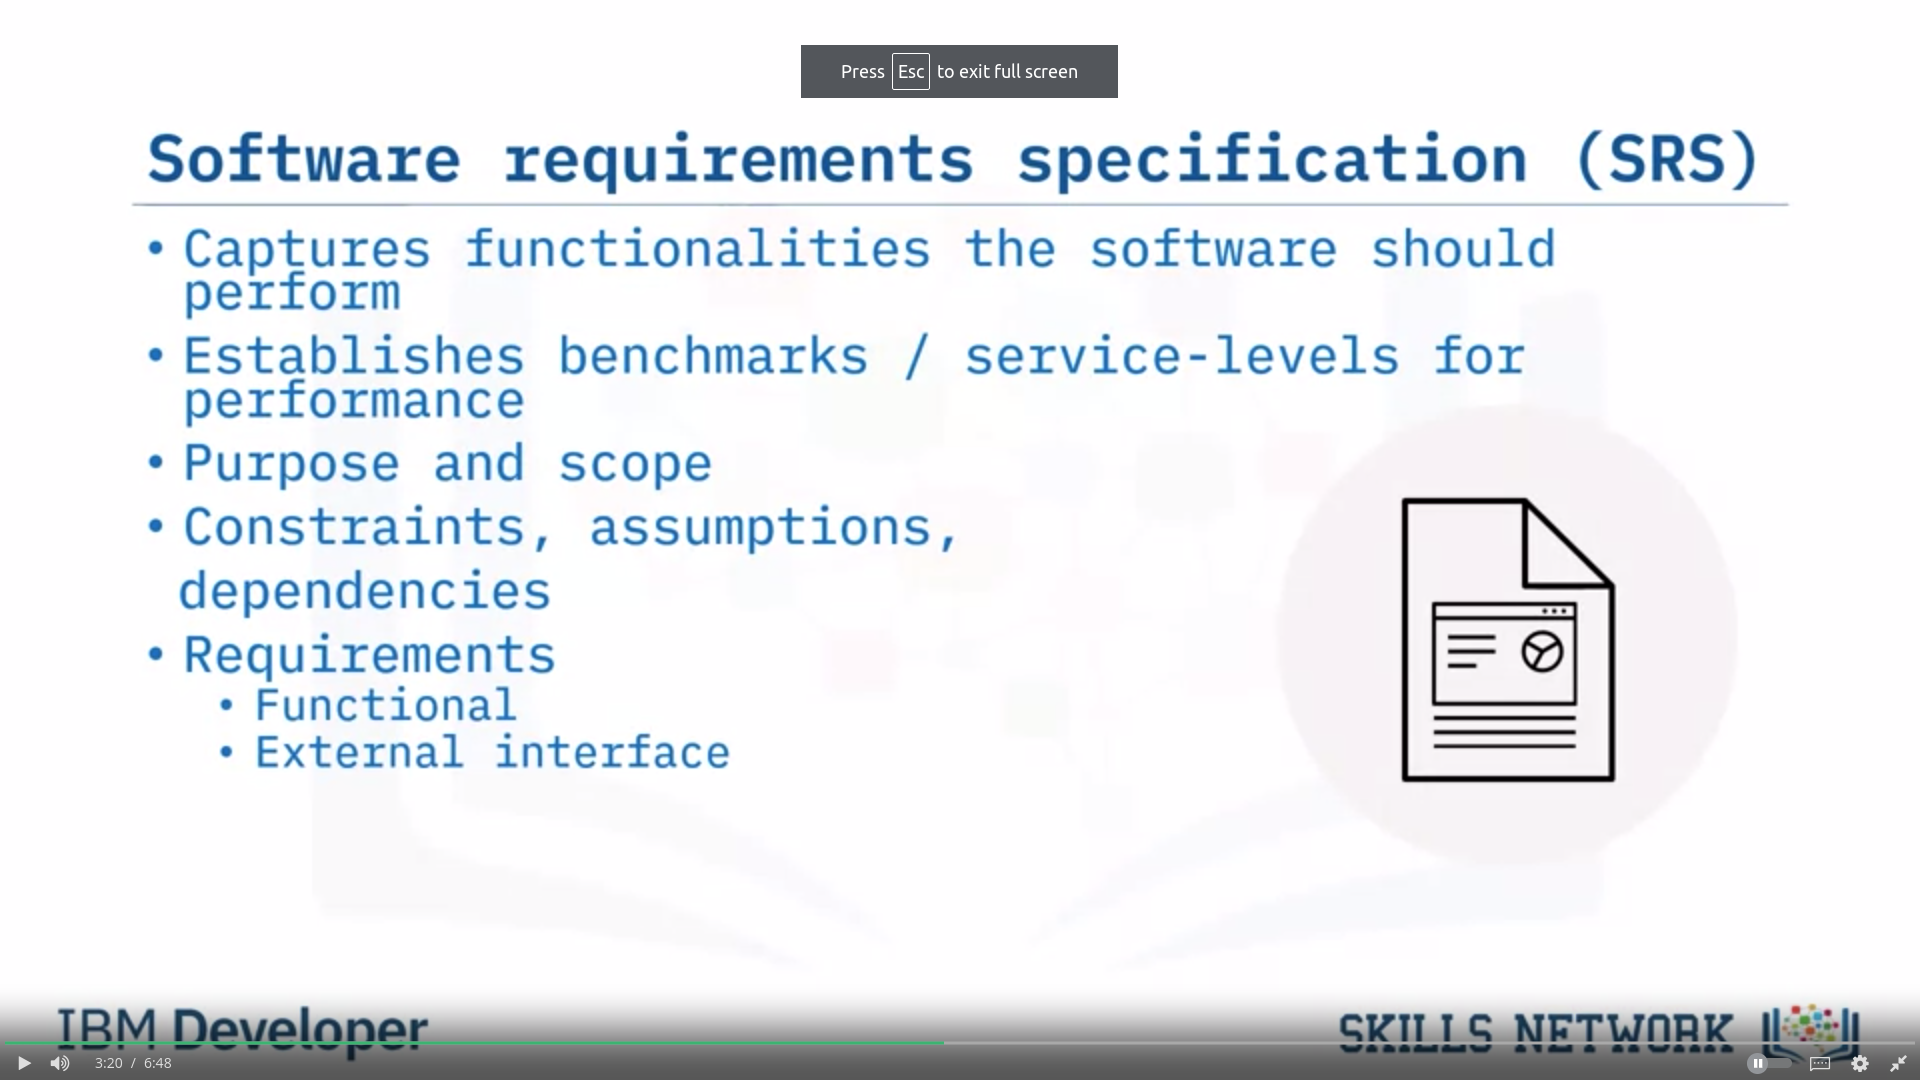 Press Esc to exit full screen
Software requirements specification (SRS)
• Captures functionalities the software should
perform
• Establishes benchmarks / service-levels for
performance
• Purpose and scope
• Constraints, assumptions,
dependencies
• Requirements
• Functional
• External interface
IBM Developer
SKILLS NETWORK
3:20 / 6:48